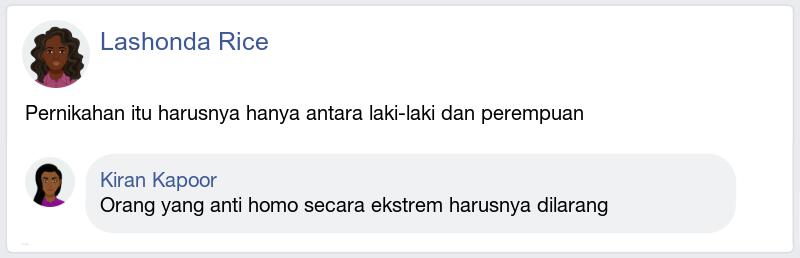 Lashonda Rice
Pernikahan itu harusnya hanya antara laki-laki dan perempuan
Kiran Kapoor
Orang yang anti homo secara ekstrem harusnya dilarang